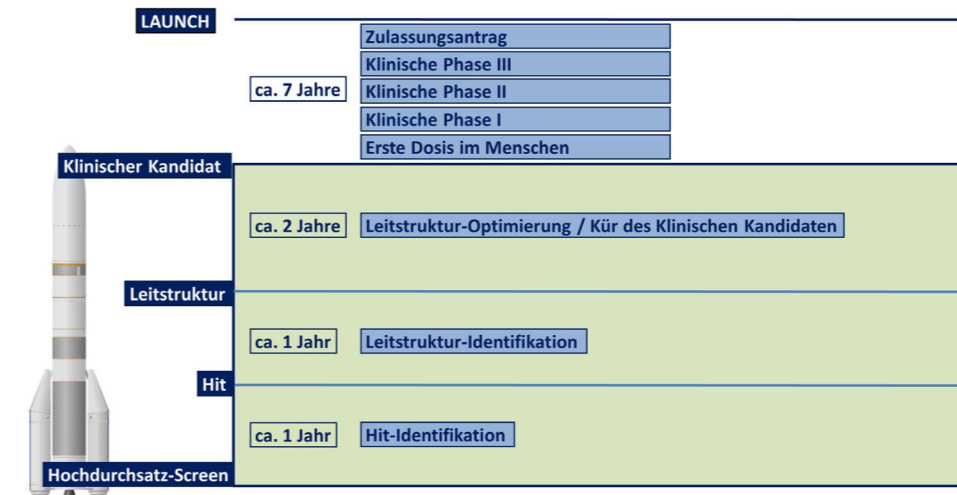 LAUNCH
Zulassungsantrag
Klinische Phase III
ca. 7 Jahre
Klinische Phase II
Klinische Phase I
Erste Dosis im Menschen
Klinischer Kandidat
ca. 2 Jahre
Leitstruktur-Optimierung / Kür des Klinischen Kandidaten
Leitstruktur
ca. 1 Jahr
Leitstruktur-Identifikation
Hit
ca. 1 Jahr
Hit-Identifikation
Hochdurchsatz-Screen